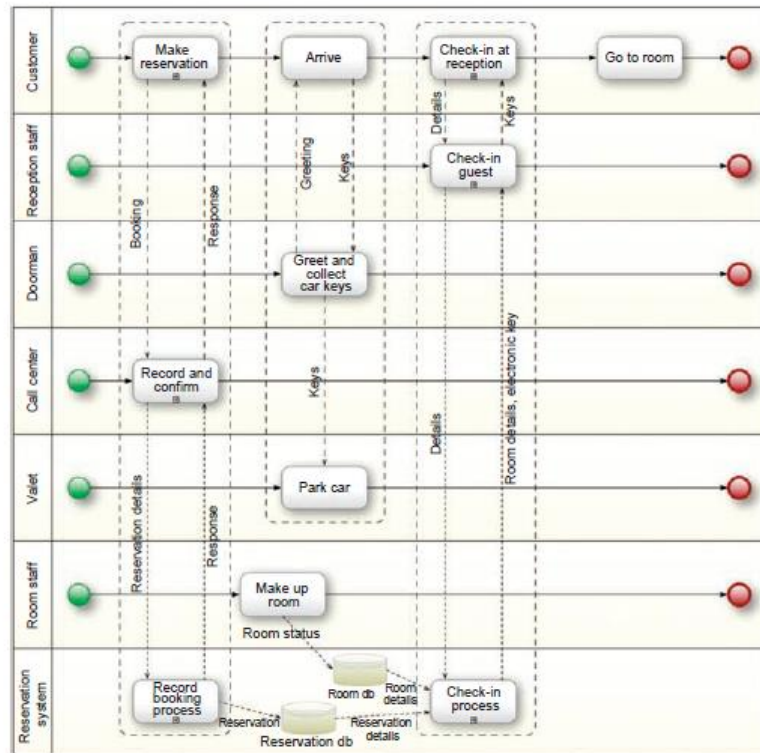 Customer
Make
reservation
Arrive
Check-in at
reception
Go to room
Details
Keys
Reception staff
Check-in
guest
Greeting
Keys
Booking
Response
Doorman
Greet and
collect
car keys
Room details, electronic key
Call center
Record and
confirm
Keys
Details
Valet
Park car
Reservation details
Response
Room staff
Make up
room
Room status
Reservation
system
Record
booking
process
Reservation
Reservation db
Room db
Room
details
Reservation
details
Check-in
process